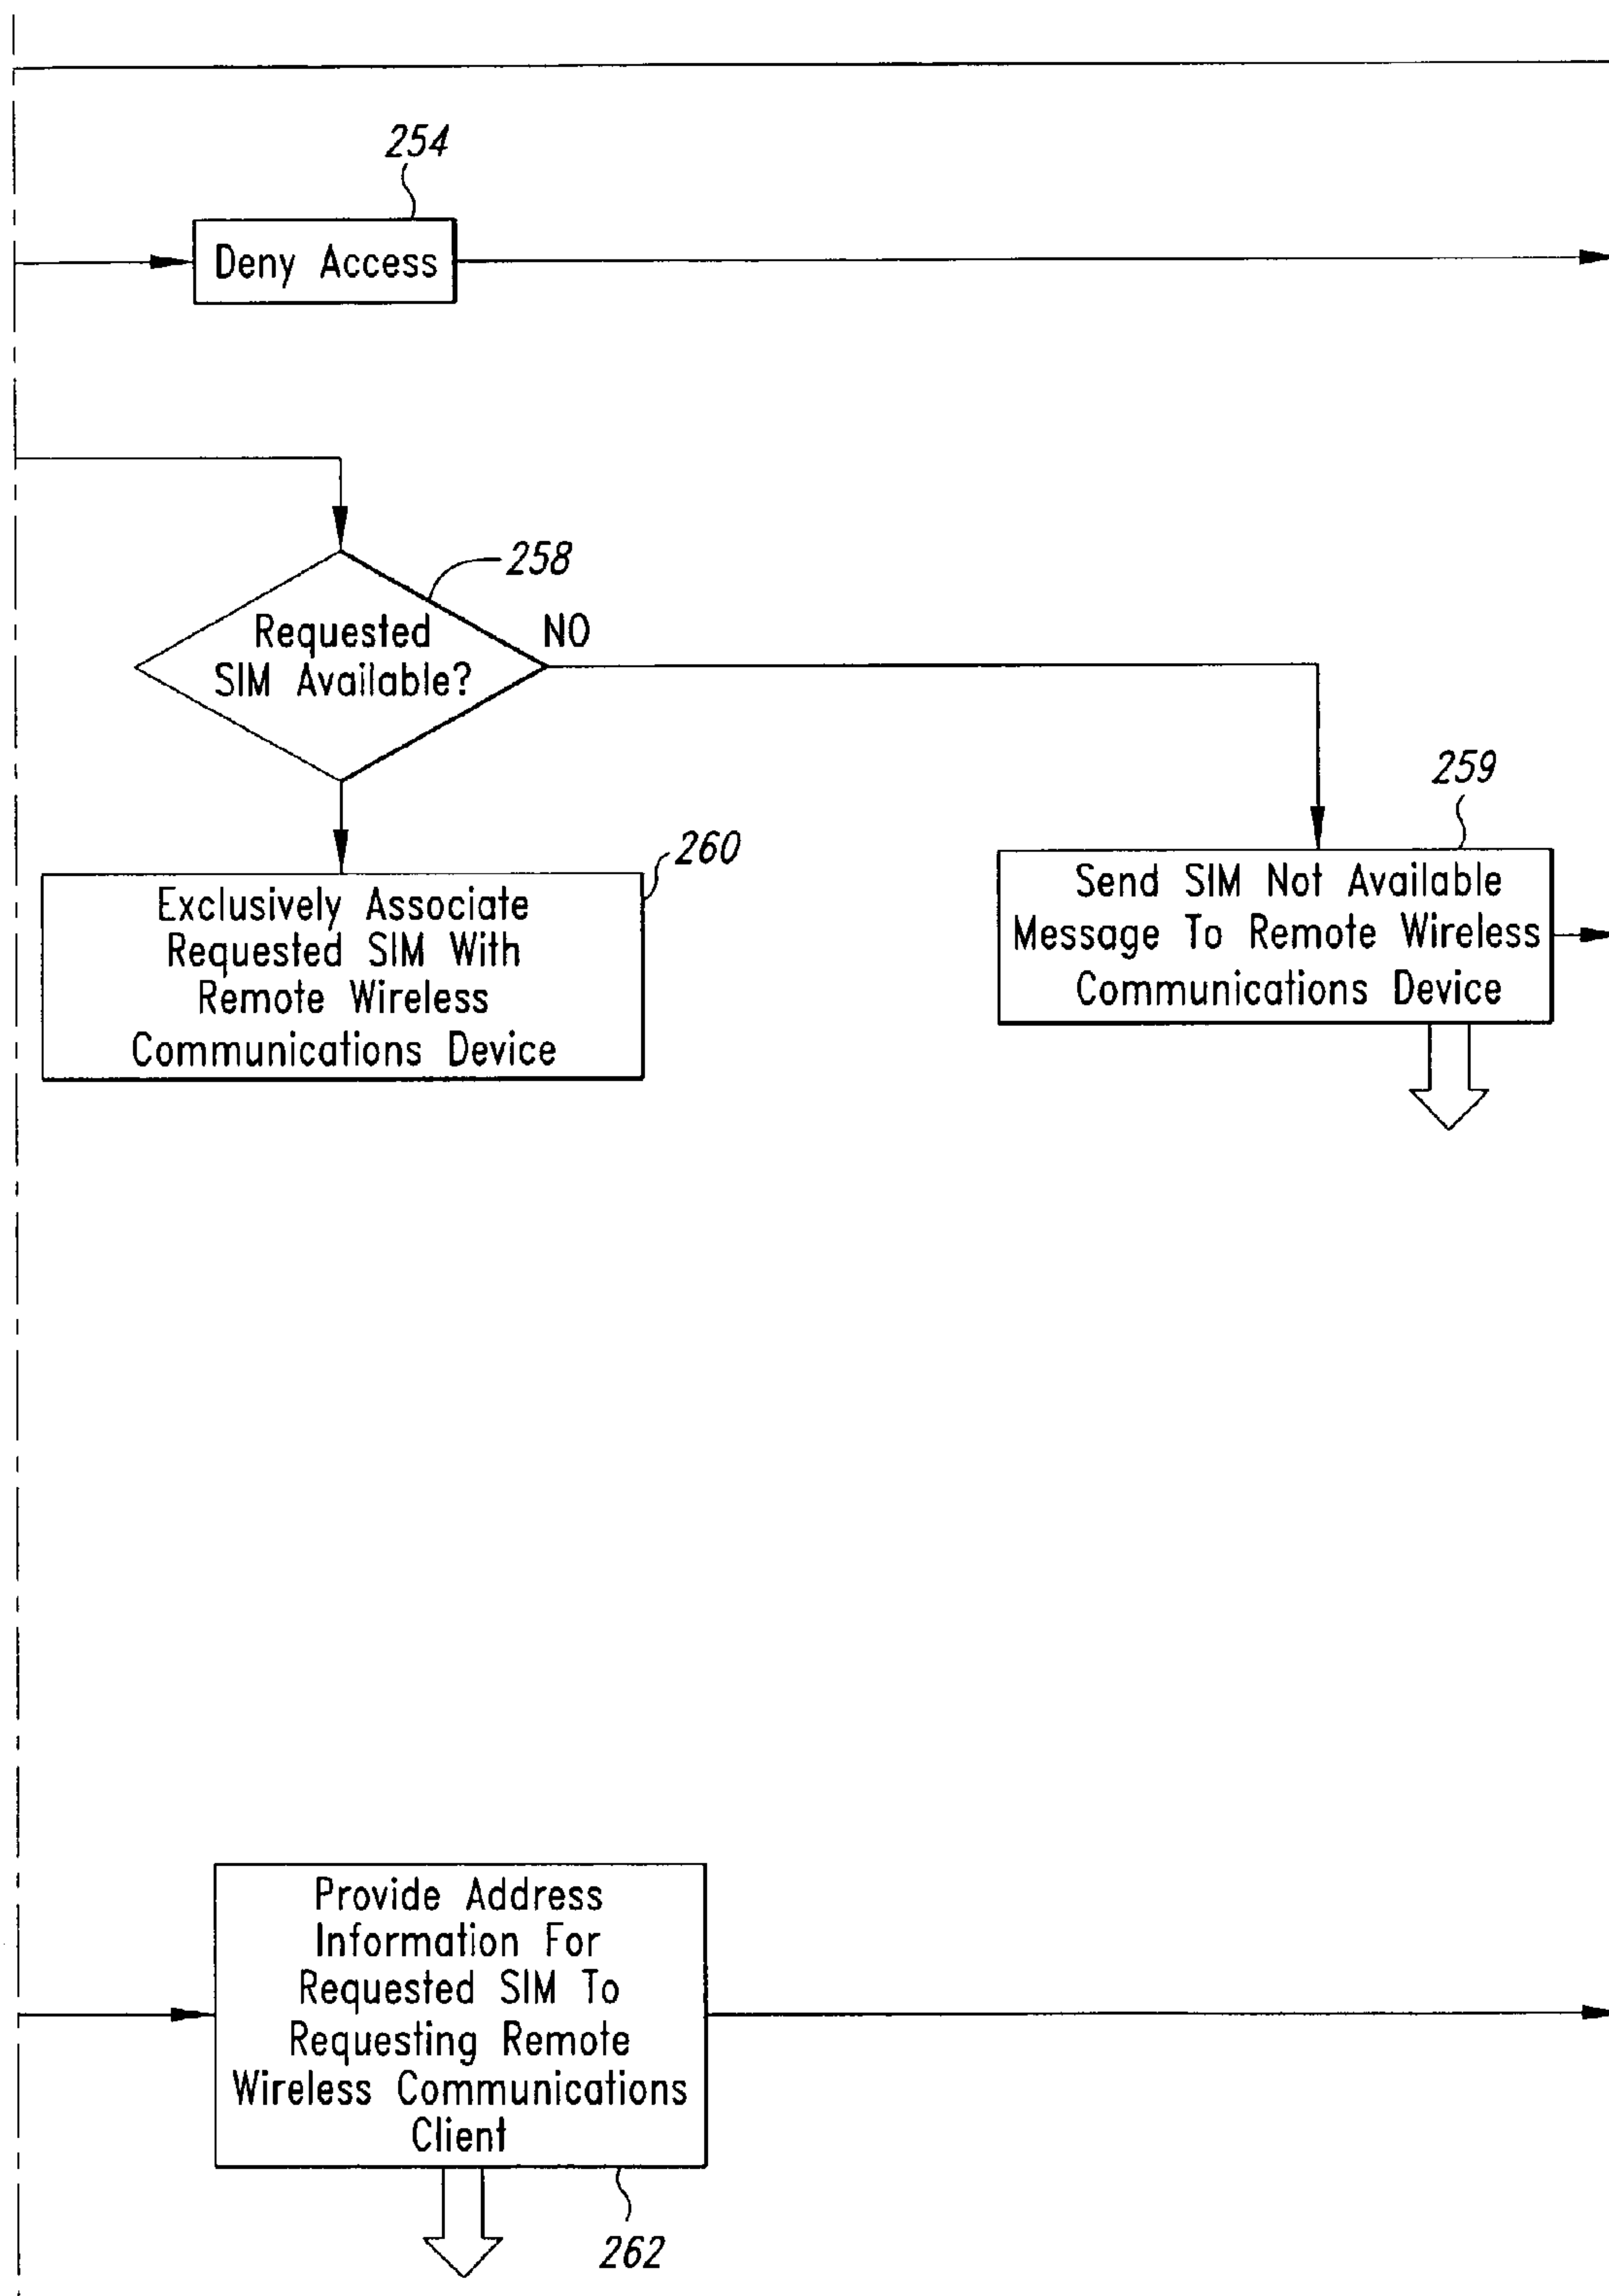 254
Deny Access
258
Requested
SIM Available?
NO
259
260
Exclusively Associate
Requested SIM With
Remote Wireless
Communications Device
Send SIM Not Available
Message To Remote Wireless
Communications Device
Provide Address
Information For
Requested SIM To
Requesting Remote
Wireless Communications
Client
262